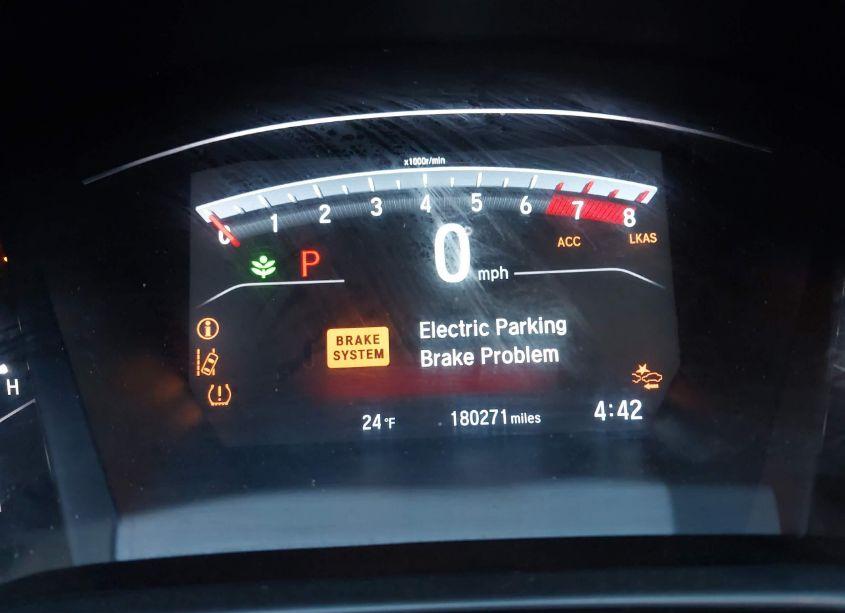 x1000r/min
0 1 2 3 4 5 6 7 8
ACC LKAS
P
0 mph
Electric Parking
Brake Problem
BRAKE
SYSTEM
24 °F
180271 miles
4:42
H